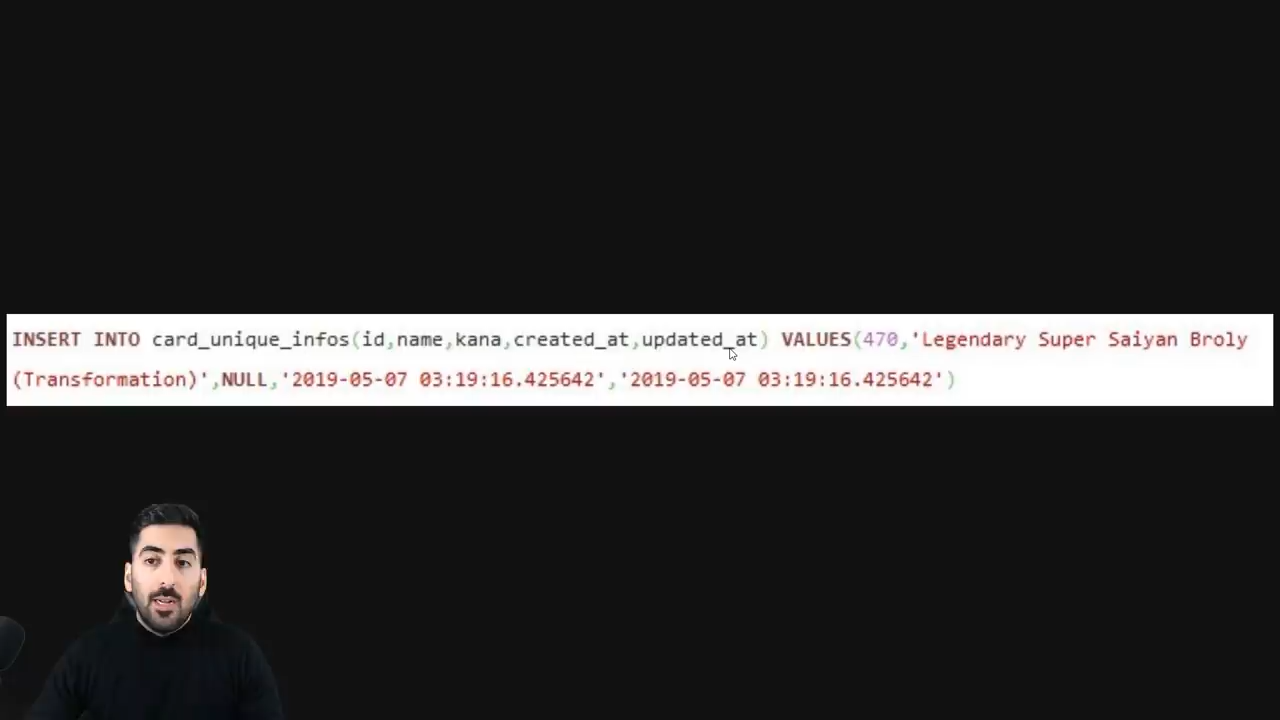 INSERT INTO card_unique_infos(id,name,kana,created_at,updated_at) VALUES(470,'Legendary Super Saiyan Broly
(Transformation)',NULL,'2019-05-07 03:19:16.425642','2019-05-07 03:19:16.425642')